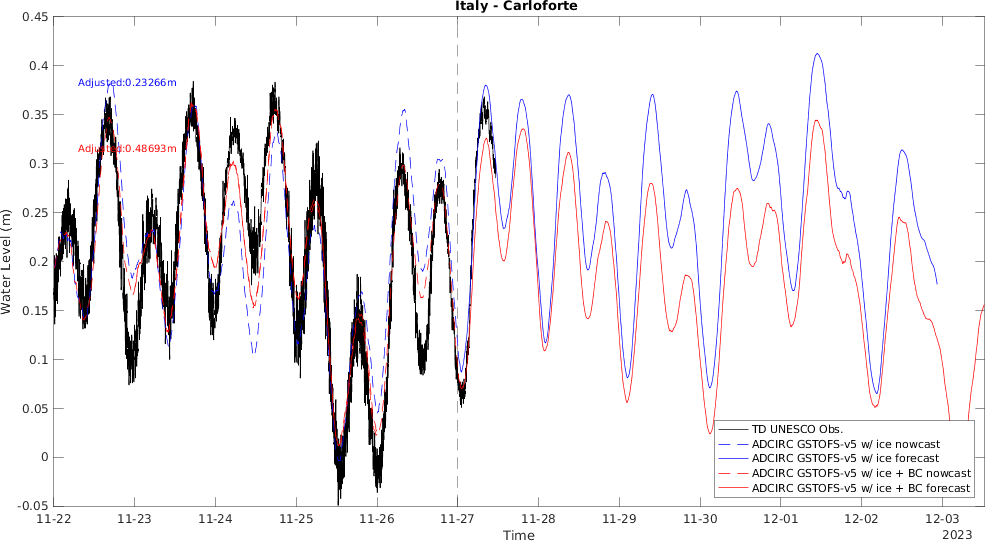 Italy - Carloforte
0.45
0.4
0.35
0.3
0.25
0.2
0.15
0.1
0.05
0
-0.05
Water Level (m)
Adjusted:0.23266m
Adjusted:0.48693m
TD UNESCO Obs.
ADCIRC GSTOFS-v5 w/ ice nowcast
ADCIRC GSTOFS-v5 w/ ice forecast
ADCIRC GSTOFS-v5 w/ ice + BC nowcast
ADCIRC GSTOFS-v5 w/ ice + BC forecast
11-22 11-23 11-24 11-25 11-26 11-27 11-28 11-29 11-30 12-01 12-02 12-03
Time
2023